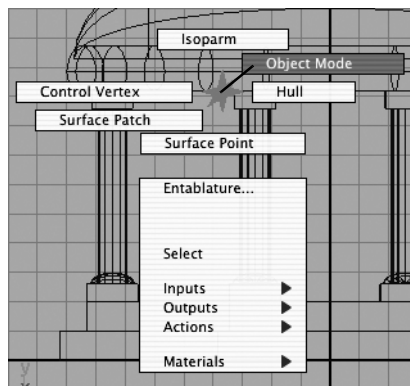 Isoparm
Object Mode
Control Vertex
Hull
Surface Patch
Surface Point
Entablature...
Select
Inputs
Outputs
Actions
Materials
y